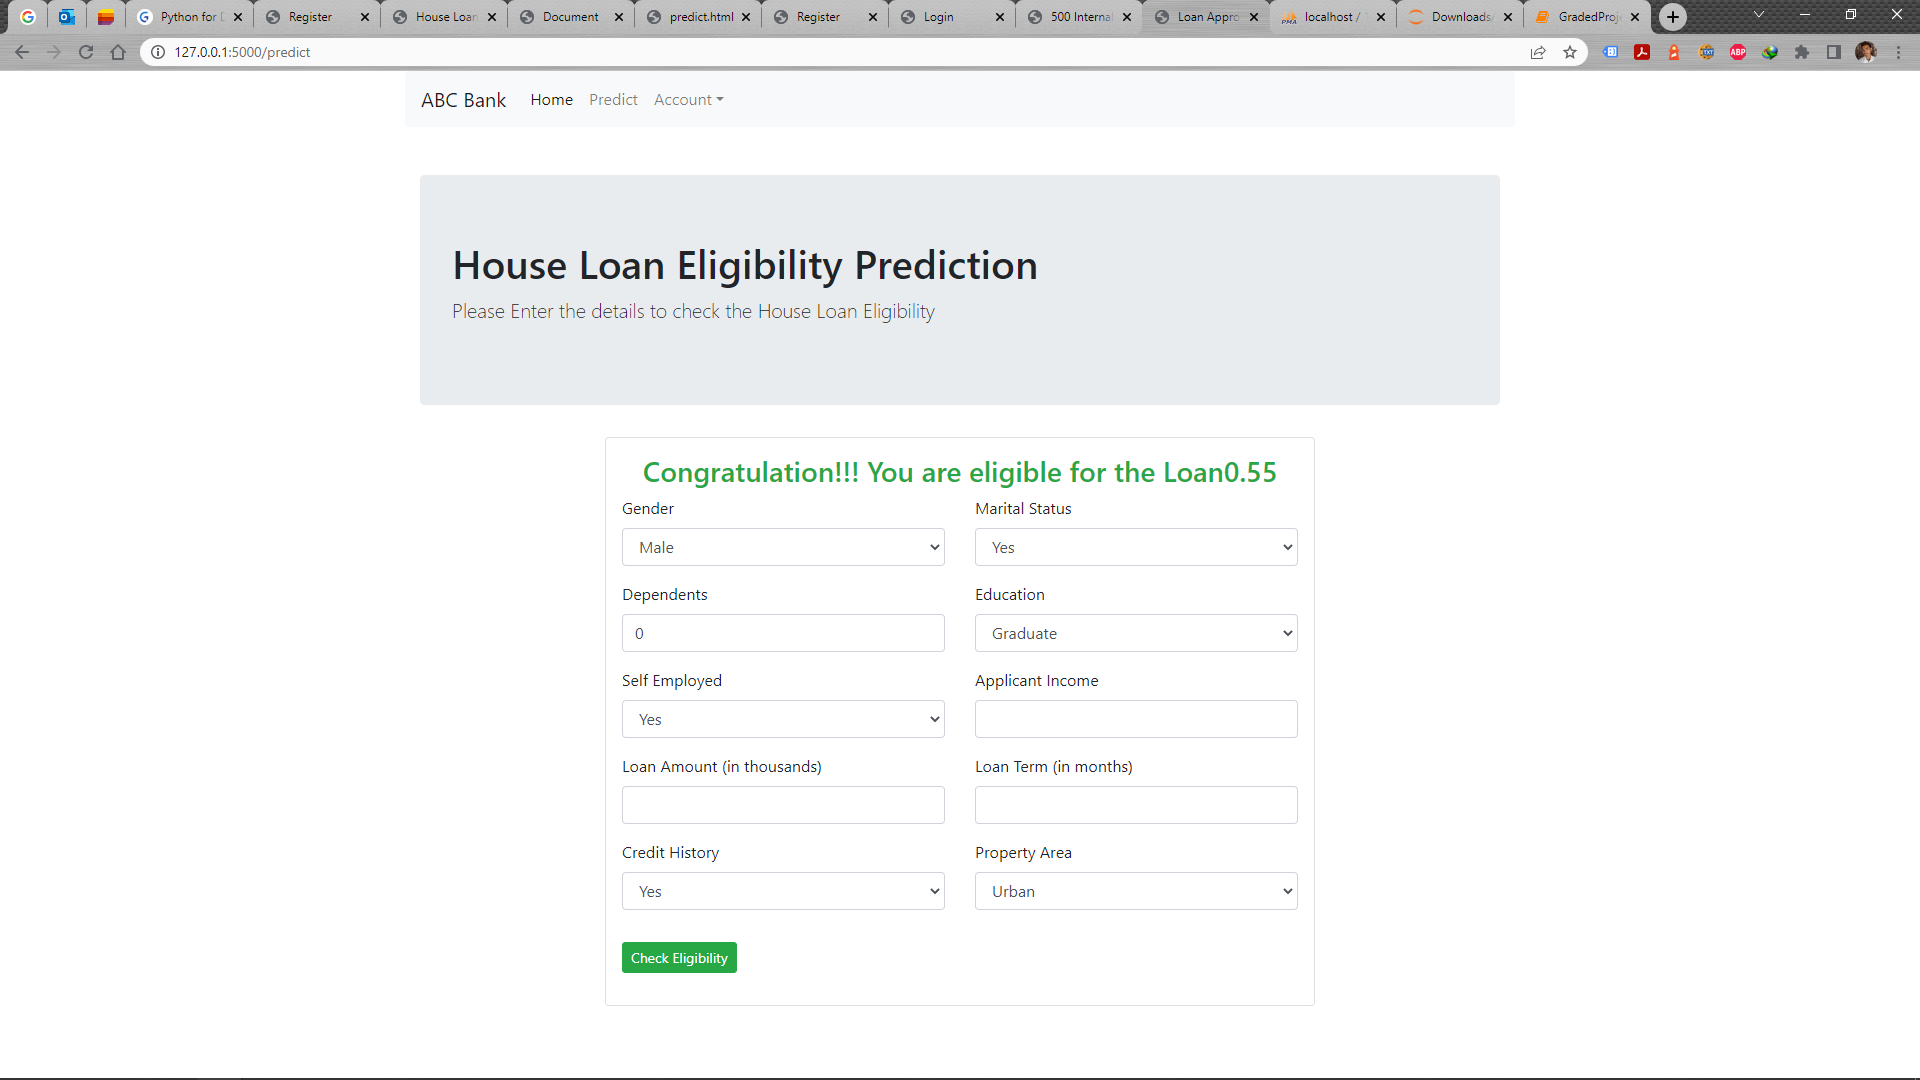 Python for D
Register
House Loan
Document
predict.html
Register
Login
500 Interna
Loan Appro
localhost /
Downloads/
GradedProj
127.0.0.1:5000/predict
ABC Bank Home Predict Account
House Loan Eligibility Prediction
Please Enter the details to check the House Loan Eligibility
Congratulation!!! You are eligible for the Loan0.55
Gender Marital Status
Male Yes
Dependents Education
0 Graduate
Self Employed Applicant Income
Yes
Loan Amount (in thousands) Loan Term (in months)
Credit History Property Area
Yes Urban
Check Eligibility